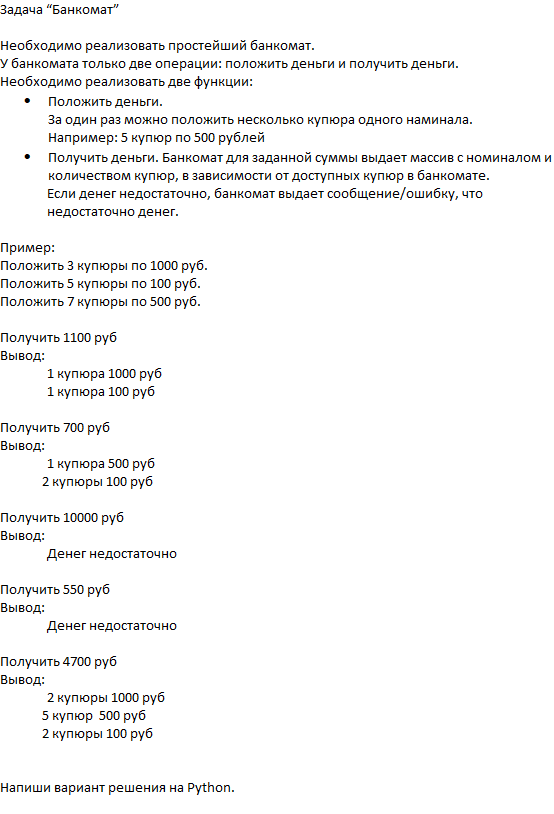 Задача “Банкомат”
Необходимо реализовать простейший банкомат.
У банкомата только две операции: положить деньги и получить деньги.
Необходимо реализовать две функции:
• Положить деньги.
За один раз можно положить несколько купюра одного наминала.
Например: 5 купюр по 500 рублей
• Получить деньги. Банкомат для заданной суммы выдает массив с номиналом и
количеством купюр, в зависимости от доступных купюр в банкомате.
Если денег недостаточно, банкомат выдает сообщение/ошибку, что
недостаточно денег.
Пример:
Положить 3 купюры по 1000 руб.
Положить 5 купюры по 100 руб.
Положить 7 купюры по 500 руб.
Получить 1100 руб
Вывод:
1 купюра 1000 руб
1 купюра 100 руб
Получить 700 руб
Вывод:
1 купюра 500 руб
2 купюры 100 руб
Получить 10000 руб
Вывод:
Денег недостаточно
Получить 550 руб
Вывод:
Денег недостаточно
Получить 4700 руб
Вывод:
2 купюры 1000 руб
5 купюр 500 руб
2 купюры 100 руб
Напиши вариант решения на Python.